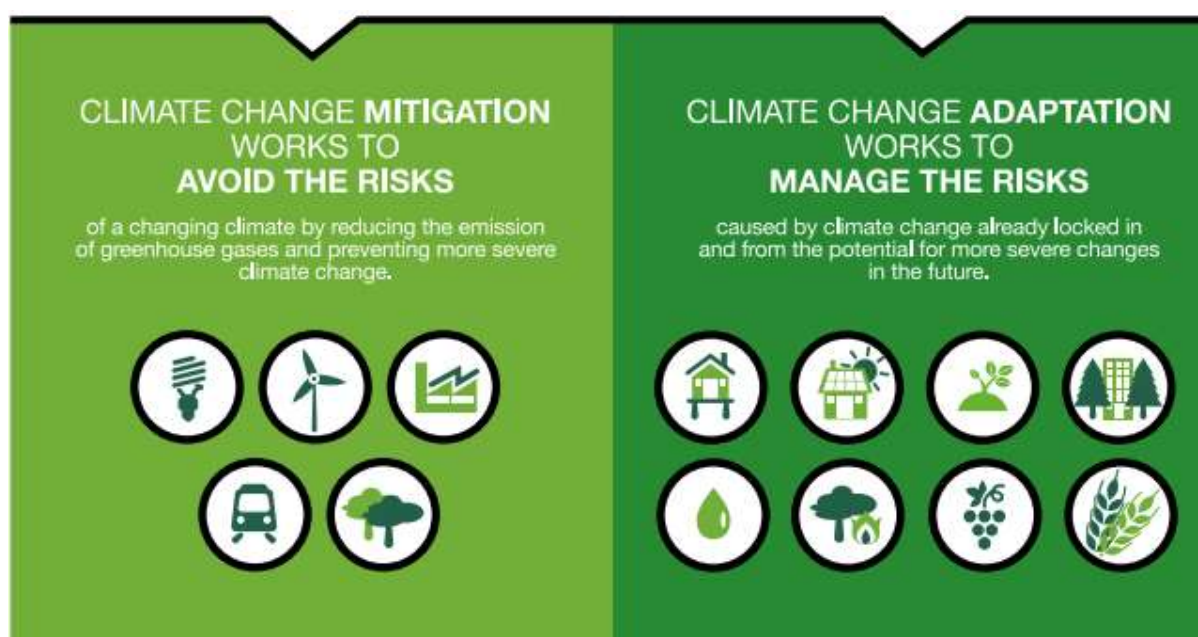 CLIMATE CHANGE MITIGATION
WORKS TO
AVOID THE RISKS
of a changing climate by reducing the emission
of greenhouse gases and preventing more severe
climate change.
CLIMATE CHANGE ADAPTATION
WORKS TO
MANAGE THE RISKS
caused by climate change already locked in
and from the potential for more severe changes
in the future.